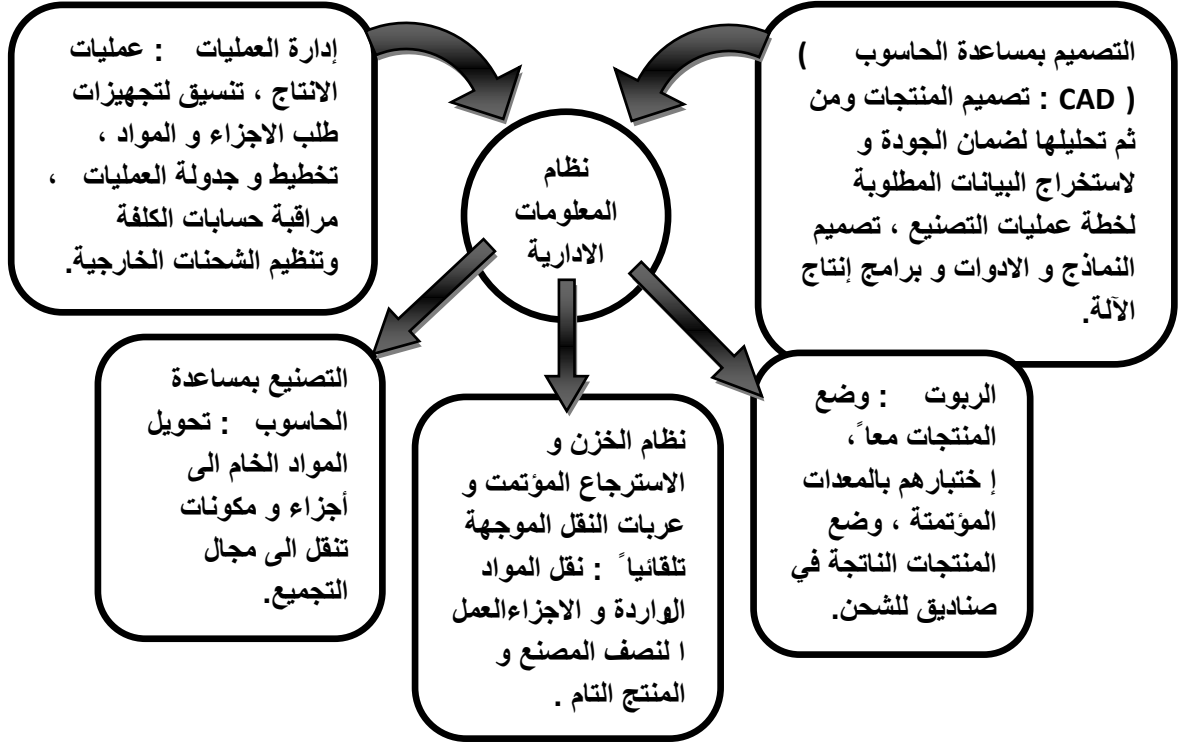 التصميم بمساعدة الحاسوب (
CAD ) : تصميم المنتجات ومن
ثم تحليلها لضمان الجودة و
لاستخراج البيانات المطلوبة
لخطة عمليات التصنيع ، تصميم
النماذج و الادوات و برامج إنتاج
الآلة.
إدارة العمليات : عمليات
الانتاج ، تنسيق لتجهيزات
طلب الاجزاء و المواد ،
تخطيط و جدولة العمليات ،
مراقبة حسابات الكلفة
وتنظيم الشحنات الخارجية.
نظام
المعلومات
الادارية
الربوت : وضع
المنتجات معا ً،
إ ختبارهم بالمعدات
المؤتمتة ، وضع
المنتجات الناتجة في
صناديق للشحن.
نظام الخزن و
الاسترجاع المؤتمت و
عربات النقل الموجهة
تلقائيا ً : نقل المواد
الواردة و الاجزاءالعمل
ا لنصف المصنع و
المنتج التام .
التصنيع بمساعدة
الحاسوب : تحويل
المواد الخام الى
أجزاء و مكونات
تنقل الى مجال
التجميع.